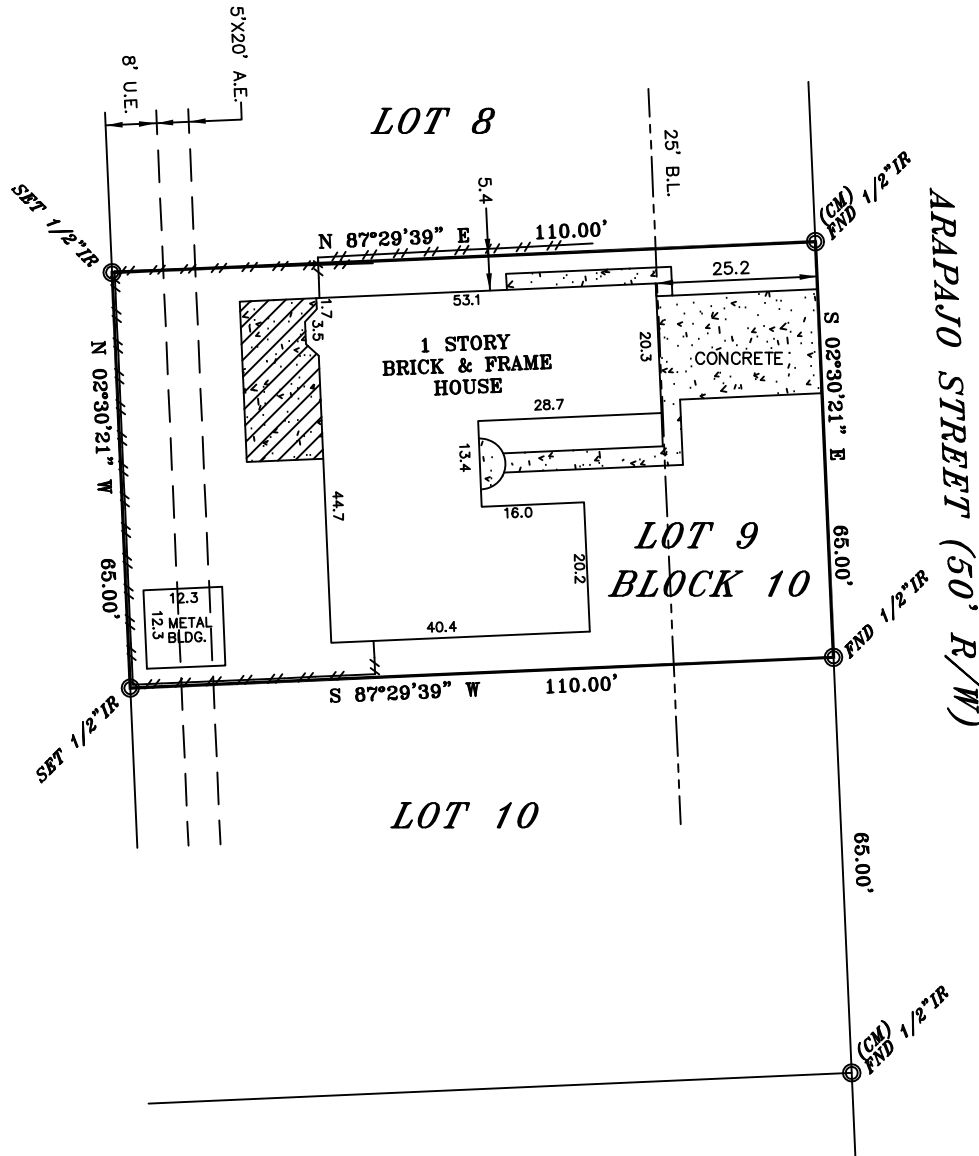 5'X20' A.E.
8' U.E.
LOT 8
25' B.L.
5.4
ARAPAJO STREET (50' R/W)
SET 1/2"IR
(CM)
FND 1/2"IR
N 87°29'39" E
110.00'
25.2
53.1
1.7
3.5
1 STORY
BRICK & FRAME
HOUSE
20.3
CONCRETE
S 02°30'21" E
65.00'
N 02°30'21" W
65.00'
28.7
13.4
16.0
44.7
20.2
40.4
LOT 9
BLOCK 10
12.3
12.3
METAL
BLDG.
FND 1/2"IR
SET 1/2"IR
S 87°29'39" W
110.00'
LOT 10
65.00'
(CM)
FND 1/2"IR